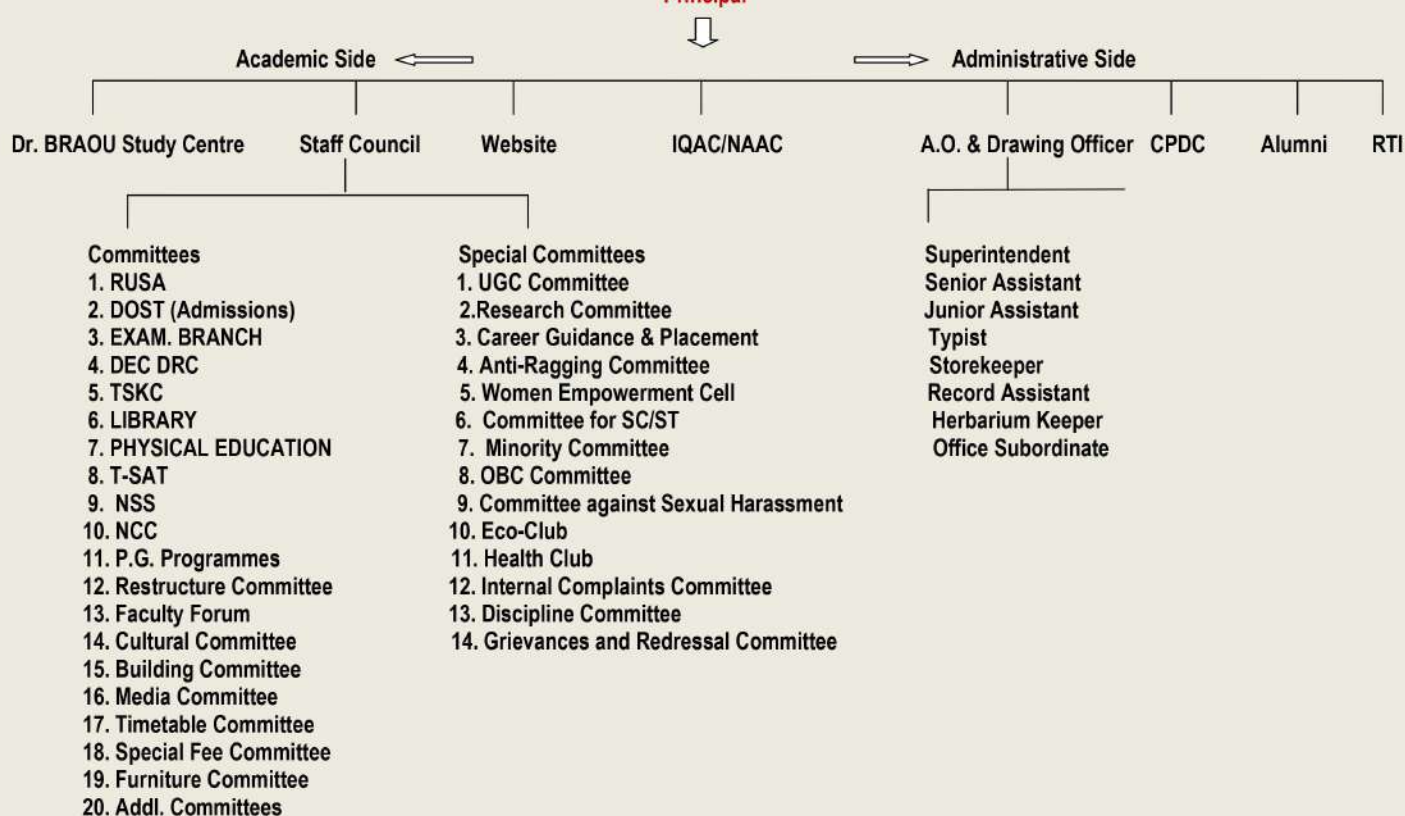 Principal
Academic Side
Administrative Side
Dr. BRAOU Study Centre
Staff Council
Website
IQAC/NAAC
A.O. & Drawing Officer
CPDC
Alumni
RTI
Committees
1. RUSA
2. DOST (Admissions)
3. EXAM. BRANCH
4. DEC DRC
5. TSKC
6. LIBRARY
7. PHYSICAL EDUCATION
8. T-SAT
9. NSS
10. NCC
11. P.G. Programmes
12. Restructure Committee
13. Faculty Forum
14. Cultural Committee
15. Building Committee
16. Media Committee
17. Timetable Committee
18. Special Fee Committee
19. Furniture Committee
20. Addl. Committees
Special Committees
1. UGC Committee
2.Research Committee
3. Career Guidance & Placement
4. Anti-Ragging Committee
5. Women Empowerment Cell
6. Committee for SC/ST
7. Minority Committee
8. OBC Committee
9. Committee against Sexual Harassment
10. Eco-Club
11. Health Club
12. Internal Complaints Committee
13. Discipline Committee
14. Grievances and Redressal Committee
Superintendent
Senior Assistant
Junior Assistant
Typist
Storekeeper
Record Assistant
Herbarium Keeper
Office Subordinate